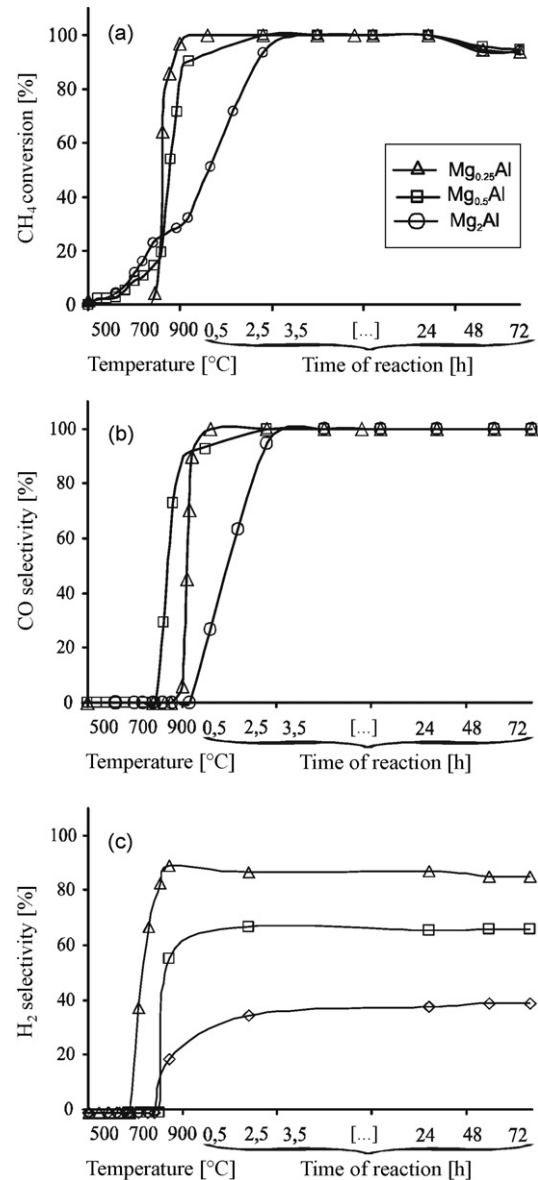 (a)
100
80
60
40
20
0
CH₄ conversion [%]
Mg₀.₂₅Al
Mg₀.₅Al
Mg₂Al
500 700 900 0,5 2,5 3,5 [...] 24 48 72
Temperature [°C] Time of reaction [h]
(b)
100
80
60
40
20
0
CO selectivity [%]
500 700 900 0,5 2,5 3,5 [...] 24 48 72
Temperature [°C] Time of reaction [h]
(c)
100
80
60
40
20
0
H₂ selectivity [%]
500 700 900 0,5 2,5 3,5 [...] 24 48 72
Temperature [°C] Time of reaction [h]